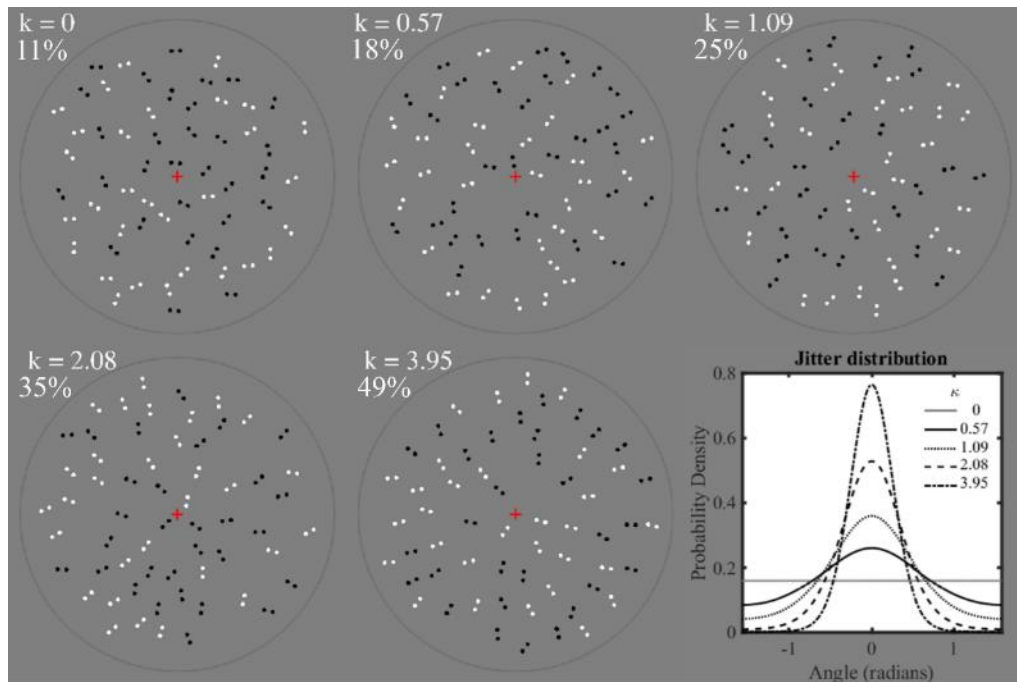 k = 0
11%
k = 0.57
18%
k = 1.09
25%
k = 2.08
35%
k = 3.95
49%
Jitter distribution
0.8
0.6
0.4
0.2
0
Probability Density
κ
0
0.57
1.09
2.08
3.95
-1
0
1
Angle (radians)